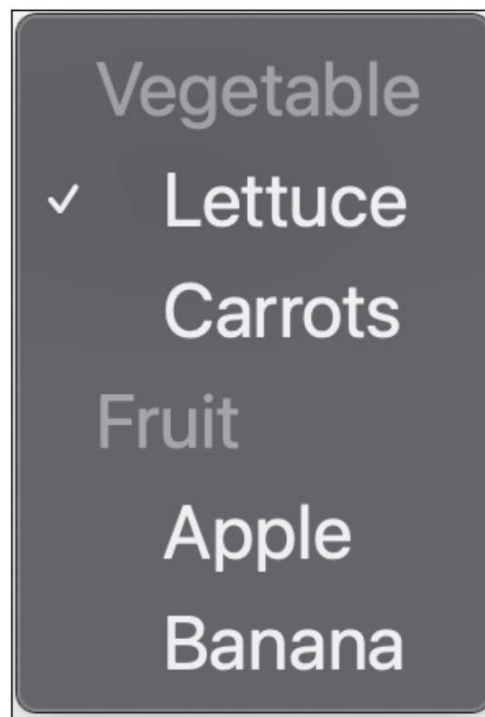 Vegetable
✓ Lettuce
Carrots
Fruit
Apple
Banana